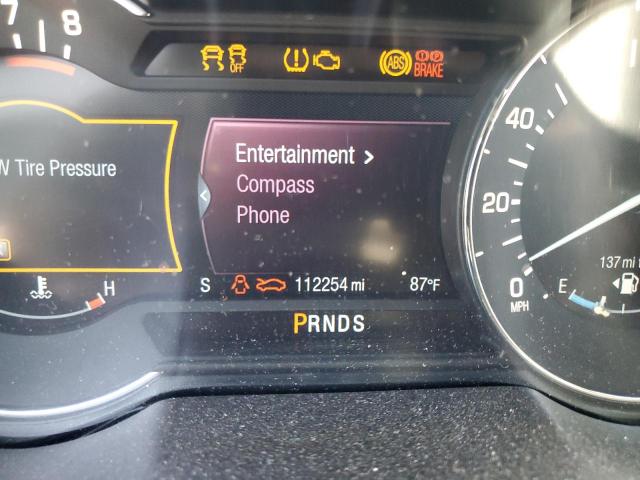 7 8
OFF
ABS
BRAKE
W Tire Pressure
Entertainment >
Compass
Phone
40
20
0
MPH
137 mi t
E
H
S
112254 mi
87°F
PRNDS